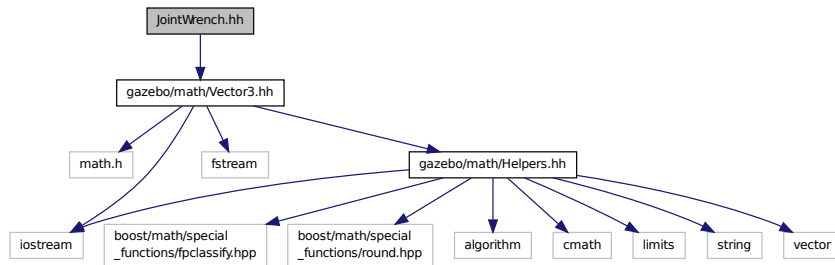 JointWrench.hh
gazebo/math/Vector3.hh
math.h
fstream
gazebo/math/Helpers.hh
iostream
boost/math/special
_functions/fpclassify.hpp
boost/math/special
_functions/round.hpp
algorithm
cmath
limits
string
vector